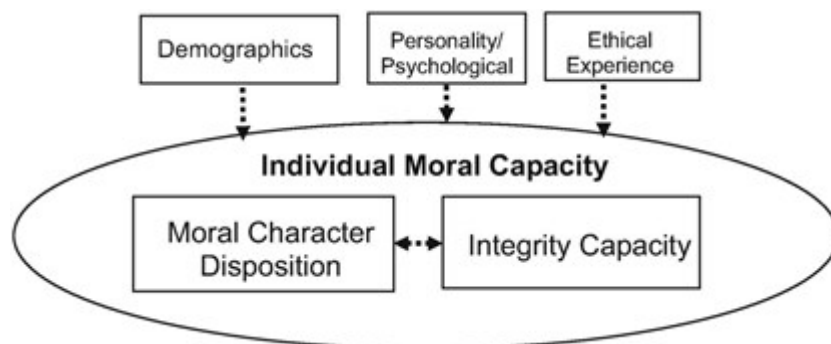 Demographics
Personality/
Psychological
Ethical
Experience
Individual Moral Capacity
Moral Character
Disposition
Integrity Capacity